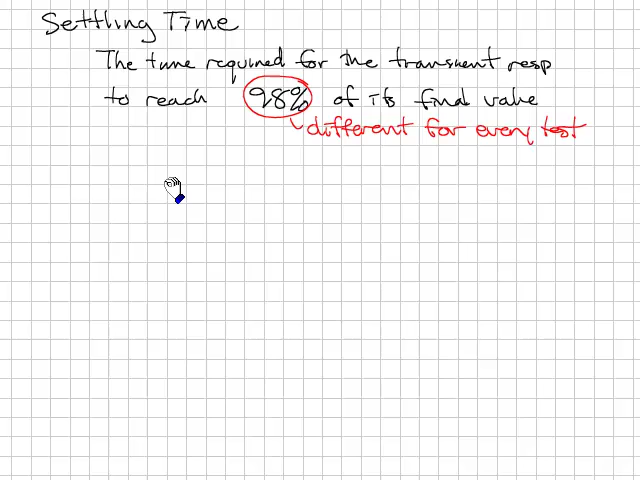 Settling Time
The time required for the transient resp
to reach 98% of its final value
different for every test